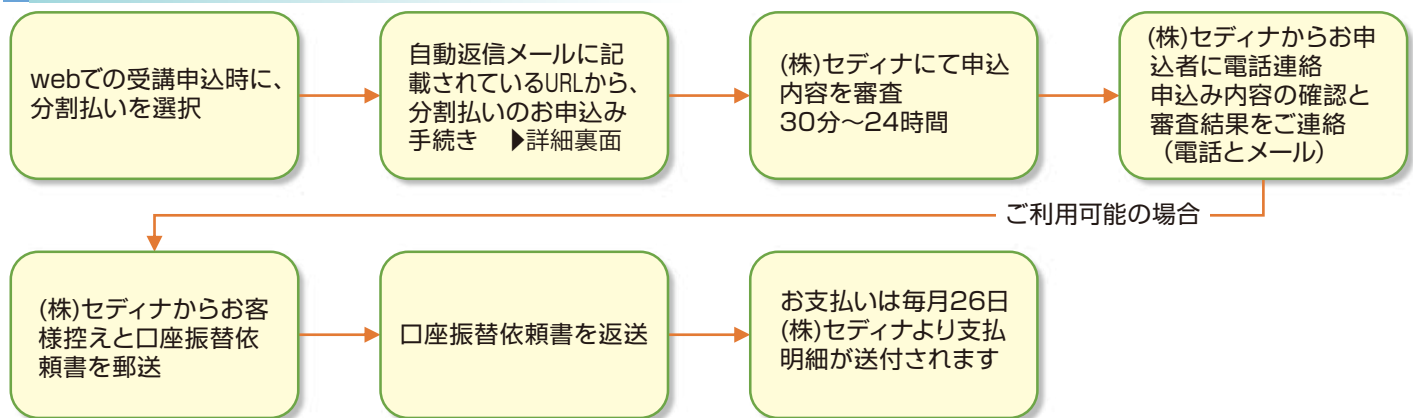 webでの受講申込時に、
分割払いを選択
自動返信メールに記
載されているURLから、
分割払いのお申込み
手続き　▶詳細裏面
(株)セディナにて申込
内容を審査
30分～24時間
(株)セディナからお申
込者に電話連絡
申込み内容の確認と
審査結果をご連絡
（電話とメール）
ご利用可能の場合
(株)セディナからお客
様控えと口座振替依
頼書を郵送
口座振替依頼書を返送
お支払いは毎月26日
(株)セディナより支払
明細が送付されます